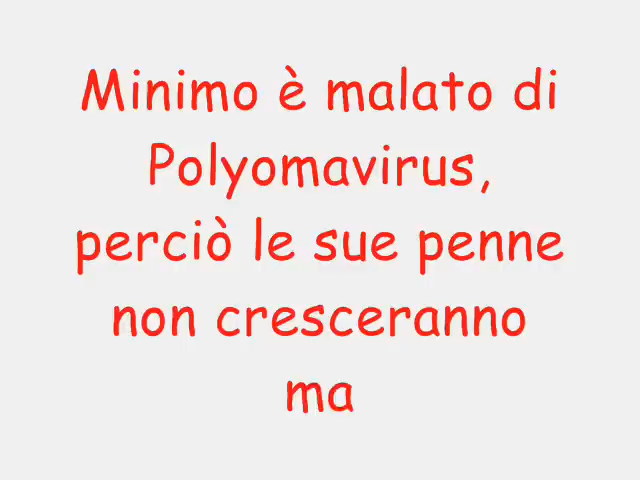 Minimo è malato di
Polyomavirus,
perciò le sue penne
non cresceranno
ma